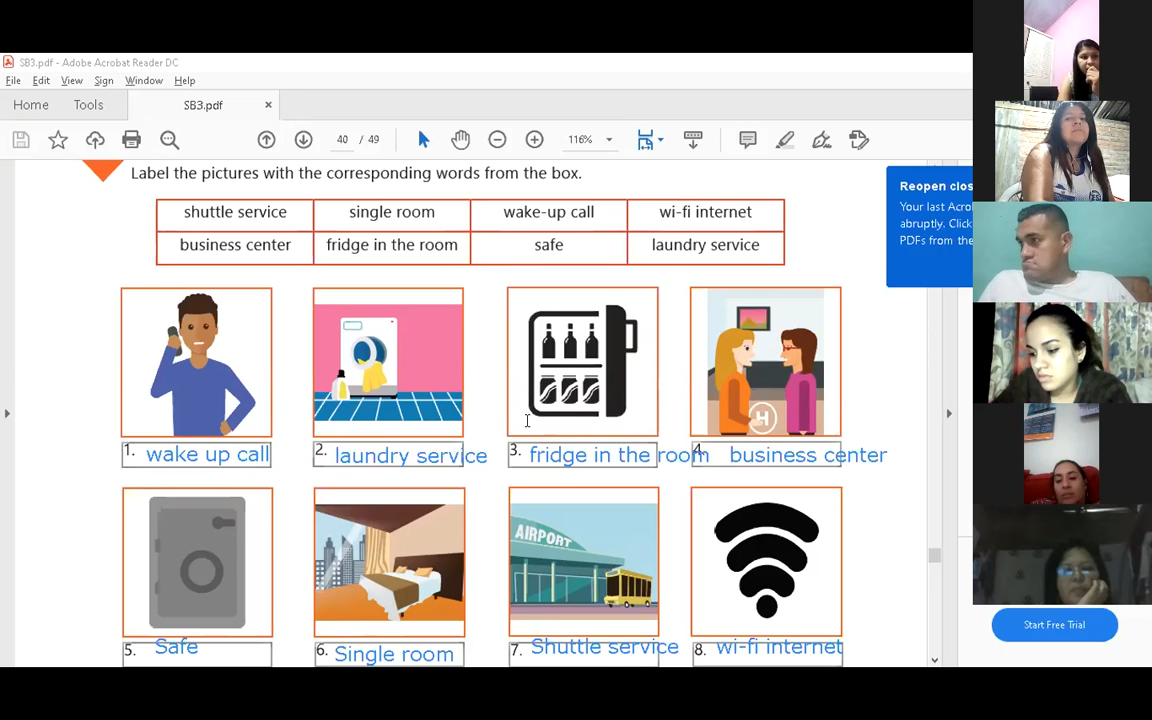 SB3.pdf - Adobe Acrobat Reader DC
File Edit View Sign Window Help
Home Tools SB3.pdf ×
40 / 49 116%
Label the pictures with the corresponding words from the box.
shuttle service single room wake-up call wi-fi internet
business center fridge in the room safe laundry service
Reopen clos
Your last Acro
abruptly. Click
PDFs from the
H
1. wake up call 2. laundry service 3. fridge in the room 4. business center
AIRPORT
5. Safe 6. Single room 7. Shuttle service 8. wi-fi internet
Start Free Trial